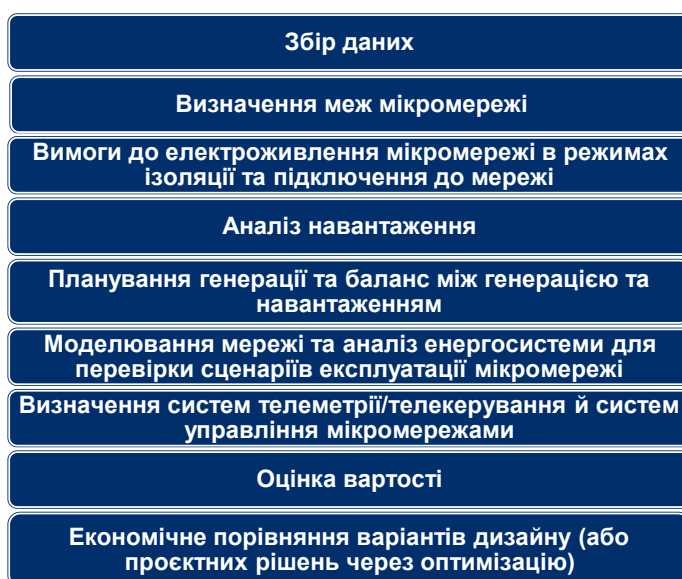 Збір даних
Визначення меж мікромережі
Вимоги до електроживлення мікромережі в режимах
ізоляції та підключення до мережі
Аналіз навантаження
Планування генерації та баланс між генерацією та
навантаженням
Моделювання мережі та аналіз енергосистеми для
перевірки сценаріїв експлуатації мікромережі
Визначення систем телеметрії/телекерування й систем
управління мікромережами
Оцінка вартості
Економічне порівняння варіантів дизайну (або
проєктних рішень через оптимізацію)